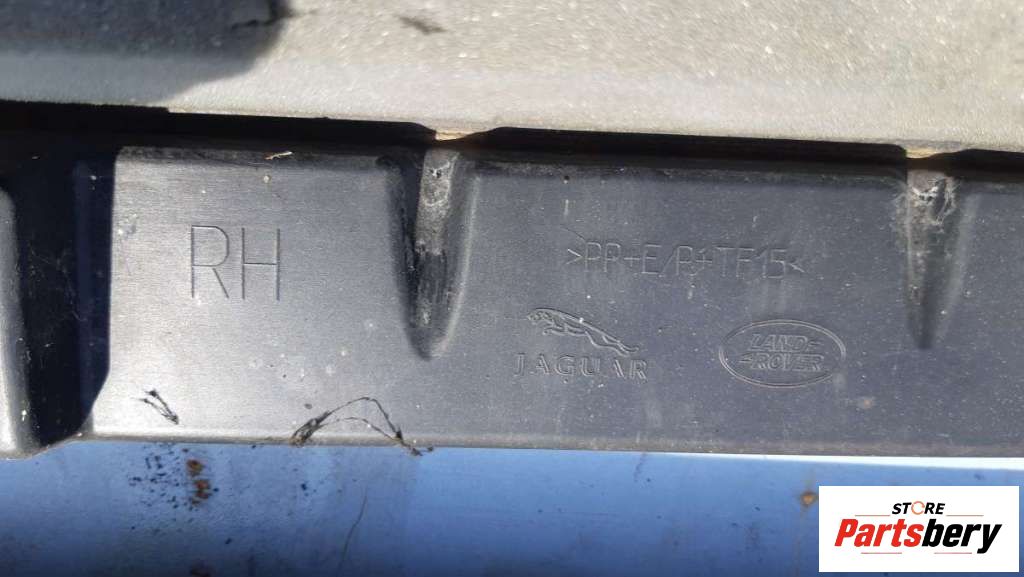 RH
>PP+E/P+TF15<
JAGUAR
LAND-
-ROVER
STORE
Partsbery